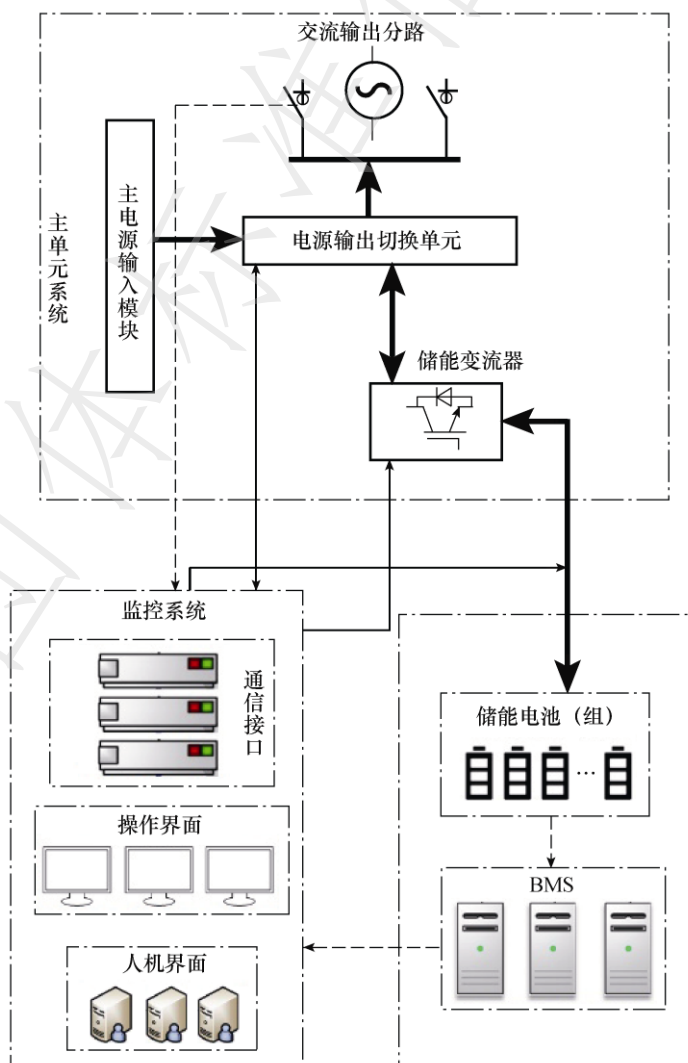 交流输出分路
主单元系统
主电源输入模块
电源输出切换单元
储能变流器
监控系统
通信接口
储能电池（组）
...
操作界面
BMS
人机界面